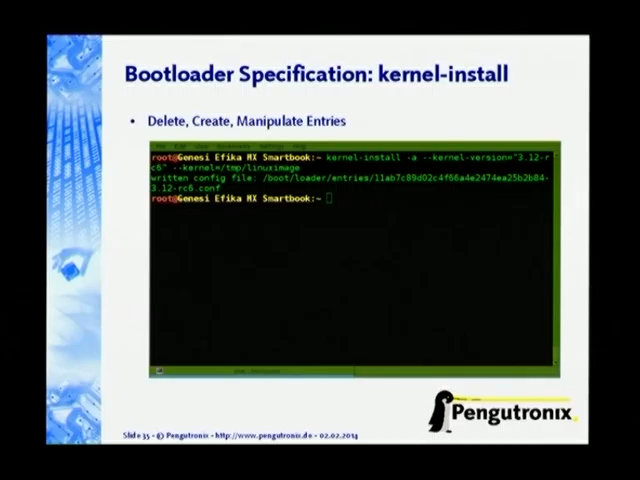 Bootloader Specification: kernel-install
• Delete, Create, Manipulate Entries
root@Genesi Efika MX Smartbook:~ kernel-install -a --kernel-version="3.12-r
c6" --kernel=/tmp/linuximage
written config file: /boot/loader/entries/11ab7c89d02c4f66a4e2474ea25b2b84-
3.12-rc6.conf
root@Genesi Efika MX Smartbook:~
Pengutronix
Slide 35 - © Pengutronix - http://www.pengutronix.de - 02.02.2014